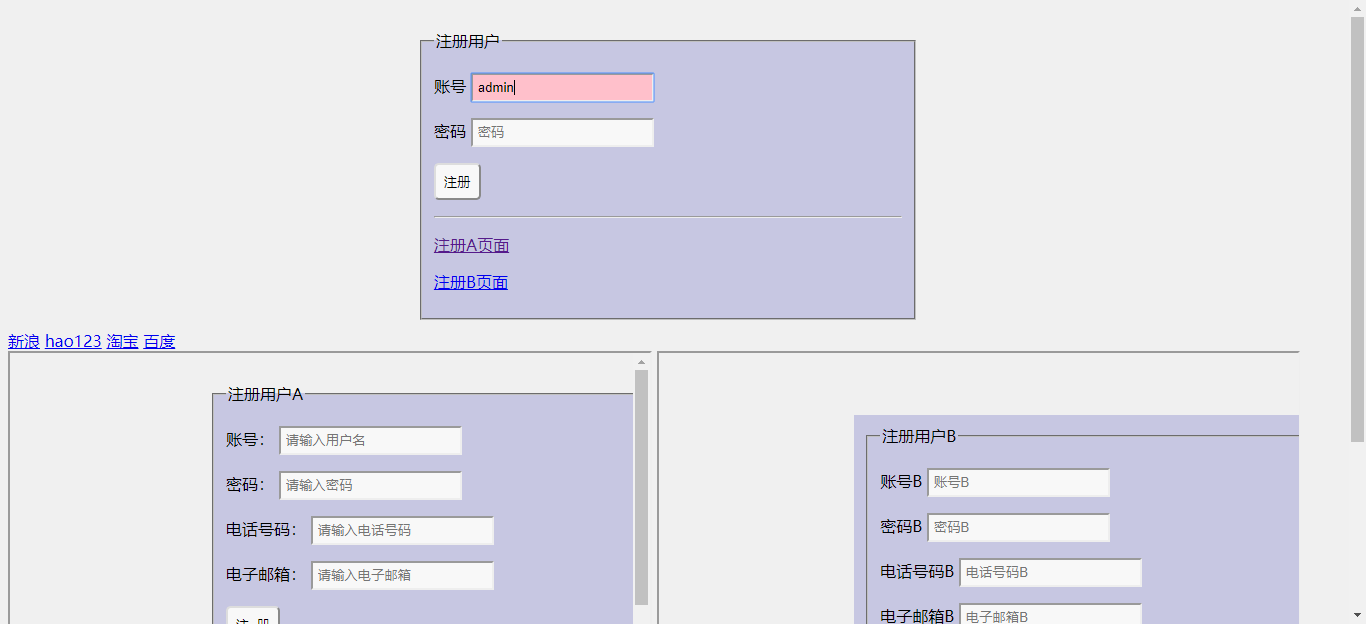 注册用户
账号 admin
密码 密码
注册
注册A页面
注册B页面
新浪 hao123 淘宝 百度
注册用户A
账号： 请输入用户名
密码： 请输入密码
电话号码： 请输入电话号码
电子邮箱： 请输入电子邮箱
注 册
注册用户B
账号B 账号B
密码B 密码B
电话号码B 电话号码B
电子邮箱B 电子邮箱B